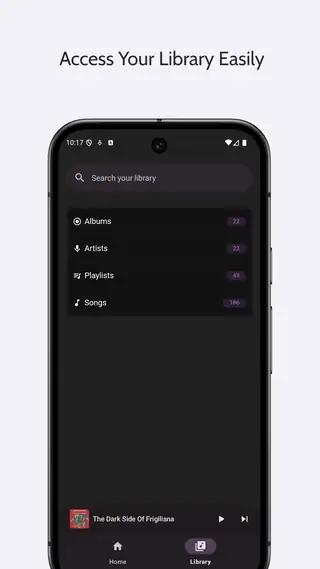 Access Your Library Easily
10:17
Search your library
Albums 22
Artists 22
Playlists 43
Songs 186
The Dark Side Of Frigiliana
Home Library